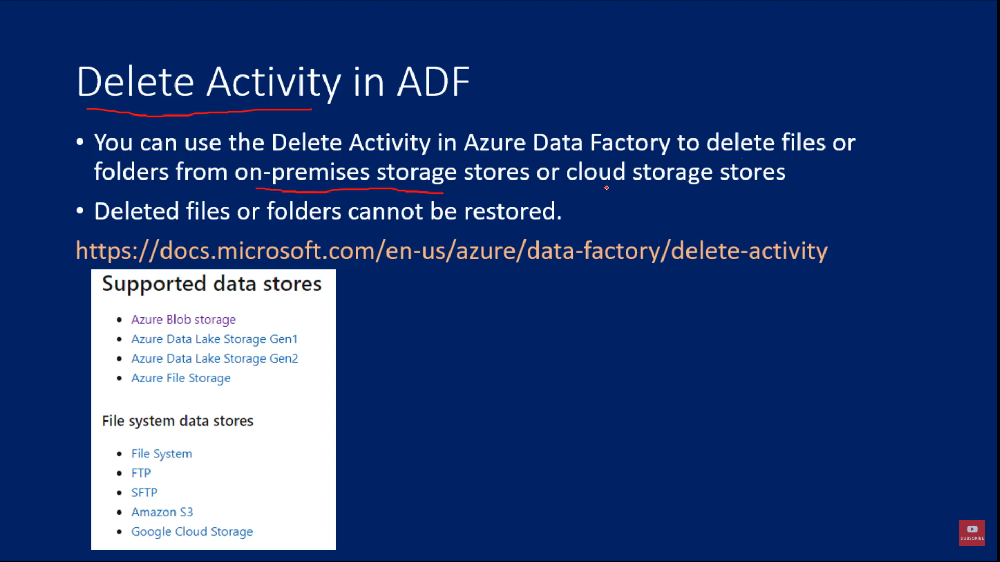 Delete Activity in ADF
• You can use the Delete Activity in Azure Data Factory to delete files or
folders from on-premises storage stores or cloud storage stores
• Deleted files or folders cannot be restored.
https://docs.microsoft.com/en-us/azure/data-factory/delete-activity
Supported data stores
• Azure Blob storage
• Azure Data Lake Storage Gen1
• Azure Data Lake Storage Gen2
• Azure File Storage
File system data stores
• File System
• FTP
• SFTP
• Amazon S3
• Google Cloud Storage
SUBSCRIBE